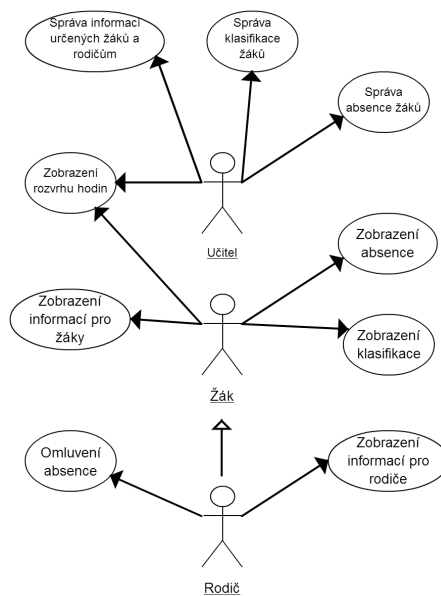 Správa informací
určených žáků a
rodičům
Správa
klasifikace
žáků
Správa
absence žáků
Zobrazení
rozvrhu hodin
Učitel
Zobrazení
absence
Zobrazení
informací pro
žáky
Zobrazení
klasifikace
Žák
Omluvení
absence
Zobrazení
informací pro
rodiče
Rodič